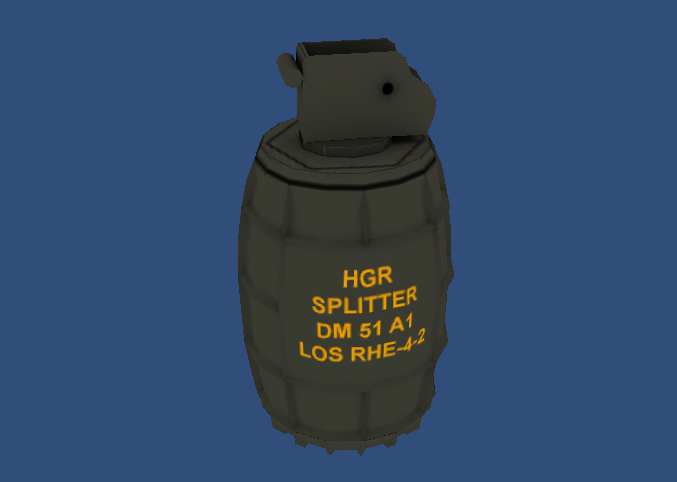 HGR
SPLITTER
DM 51 A1
LOS RHE-4-2